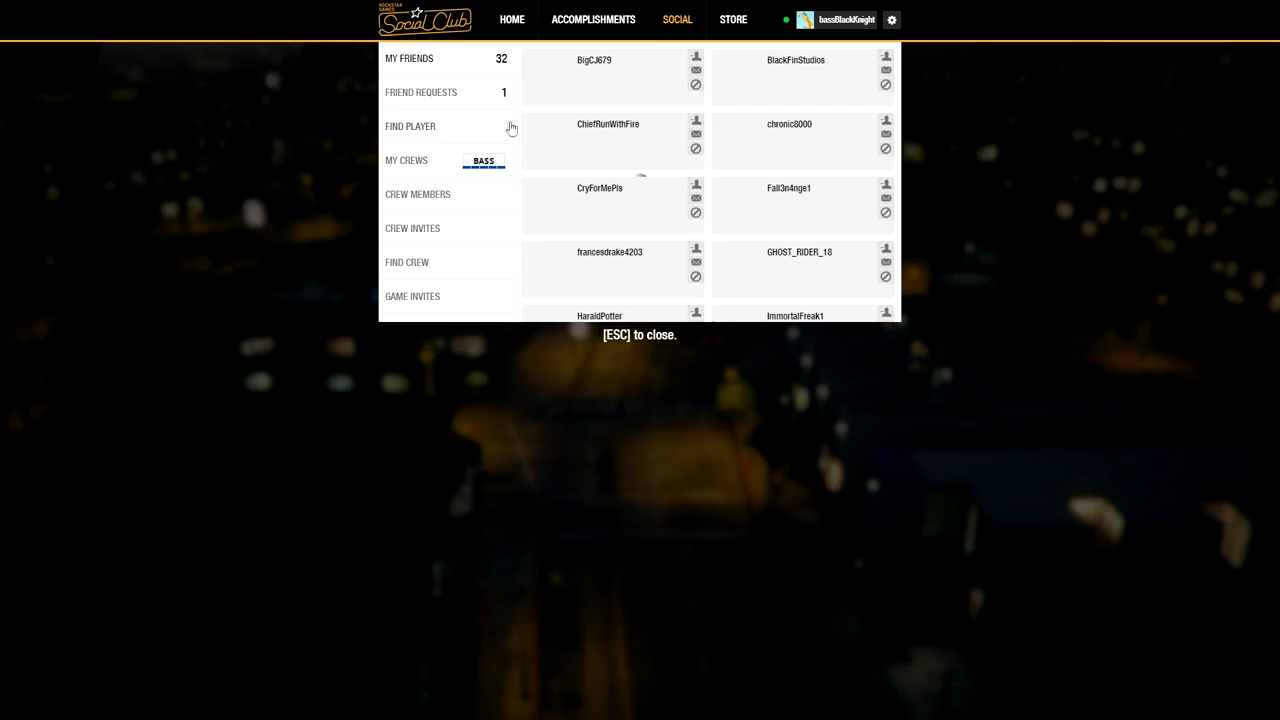 ROCKSTAR
GAMES
Social Club
HOME
ACCOMPLISHMENTS
SOCIAL
STORE
bassBlackKnight
MY FRIENDS 32
FRIEND REQUESTS 1
FIND PLAYER
MY CREWS BASS
CREW MEMBERS
CREW INVITES
FIND CREW
GAME INVITES
BigCJ679
BlackFinStudios
ChiefRunWithFire
chronic8000
CryForMePls
Fall3n4nge1
francesdrake4203
GHOST_RIDER_18
HaraldPotter
ImmortalFreak1
[ESC] to close.